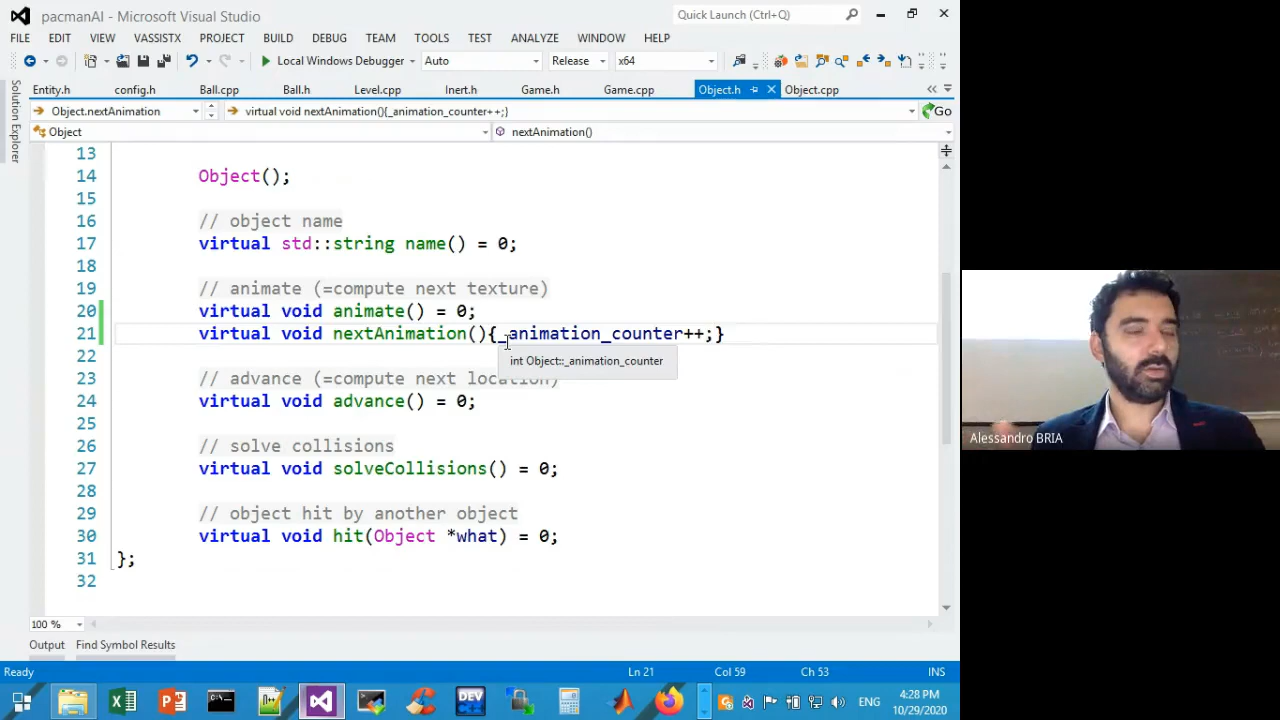 pacmanAI - Microsoft Visual Studio
Quick Launch (Ctrl+Q)
FILE EDIT VIEW VASSISTX PROJECT BUILD DEBUG TEAM TOOLS TEST ANALYZE WINDOW HELP
Local Windows Debugger Auto Release x64
Solution Explorer
Entity.h config.h Ball.cpp Ball.h Level.cpp Inert.h Game.h Game.cpp Object.h Object.cpp
Object.nextAnimation virtual void nextAnimation(){_animation_counter++;} Go
Object nextAnimation()
13
14 Object();
15
16 // object name
17 virtual std::string name() = 0;
18
19 // animate (=compute next texture)
20 virtual void animate() = 0;
21 virtual void nextAnimation(){_animation_counter++;}
int Object::_animation_counter
22
23 // advance (=compute next location)
24 virtual void advance() = 0;
25
26 // solve collisions
27 virtual void solveCollisions() = 0;
28
29 // object hit by another object
30 virtual void hit(Object *what) = 0;
31 };
32
100 %
Output Find Symbol Results
Ready Ln 21 Col 59 Ch 53 INS
DEV
ENG
4:28 PM
10/29/2020
Alessandro BRIA